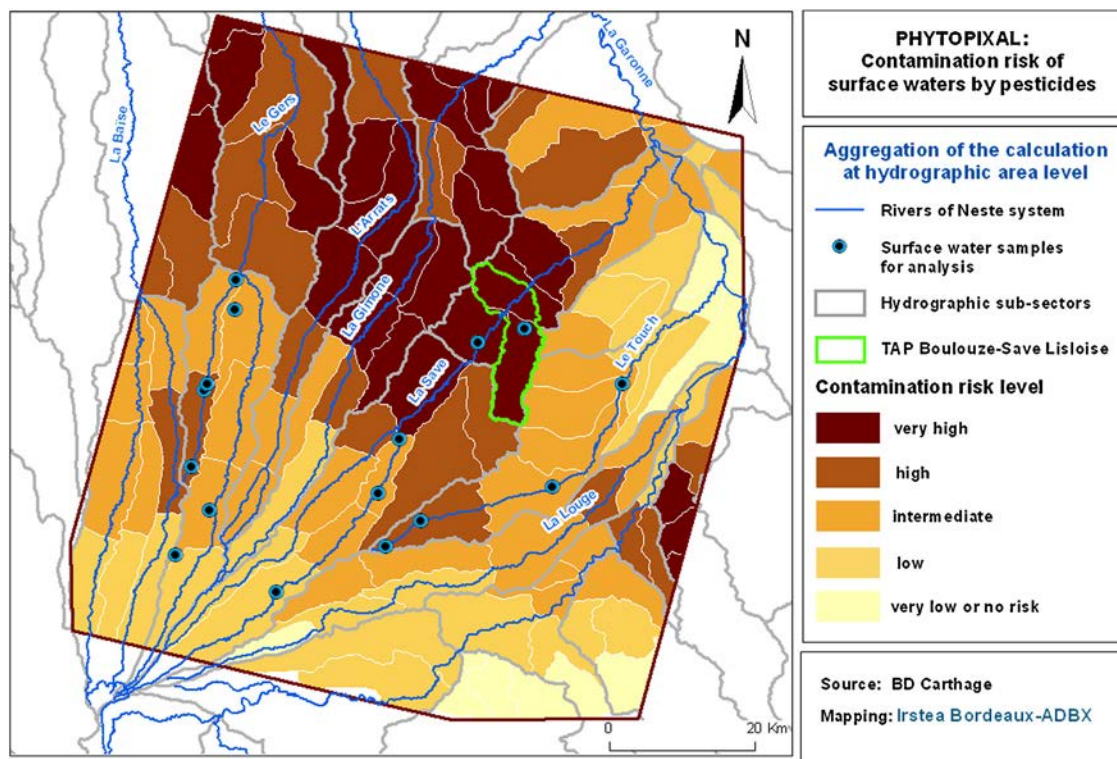 La Garonne
N
La Baïse
Le Gers
L'Arrats
La Gimone
La Save
Le Touch
La Louge
0 20 Km
PHYTOPIXAL:
Contamination risk of
surface waters by pesticides
Aggregation of the calculation
at hydrographic area level
Rivers of Neste system
Surface water samples
for analysis
Hydrographic sub-sectors
TAP Boulouze-Save Lisloise
Contamination risk level
very high
high
intermediate
low
very low or no risk
Source: BD Carthage
Mapping: Irstea Bordeaux-ADBX